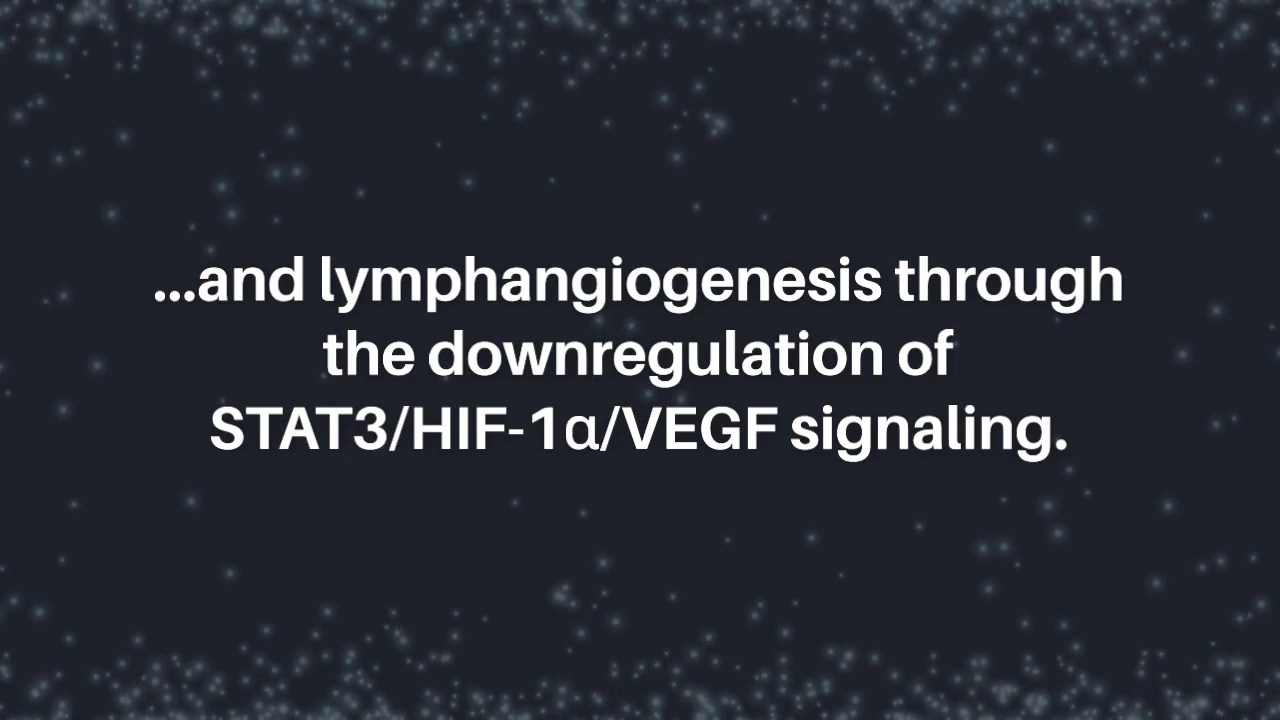 ...and lymphangiogenesis through
the downregulation of
STAT3/HIF-1α/VEGF signaling.